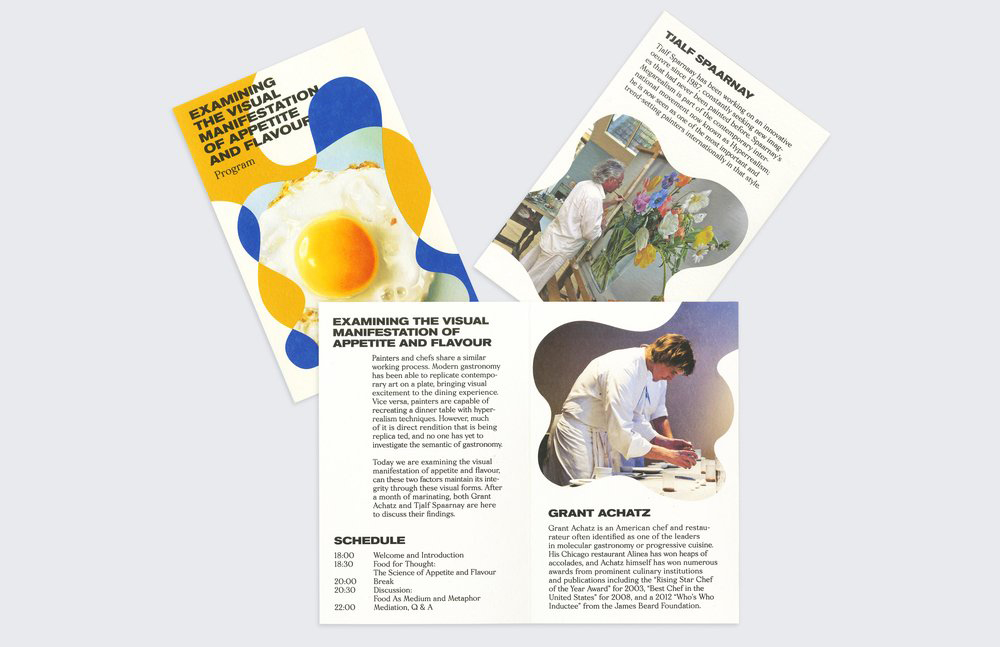 EXAMINING
THE VISUAL
MANIFESTATION
OF APPETITE
AND FLAVOUR
Program
TJALF SPAARNAY
Tjalf Sparnaay has been working on an innovative
oeuvre since 1987, constantly seeking new imag-
es that had never been painted before. Spaarnay's
Megarealism is part of the contemporary inter-
national movement now known as Hyperrealism;
he is now seen as one of the most important and
trend-setting painters internationally in that style.
EXAMINING THE VISUAL
MANIFESTATION OF
APPETITE AND FLAVOUR
Painters and chefs share a similar
working process. Modern gastronomy
has been able to replicate contempo-
rary art on a plate, bringing visual
excitement to the dining experience.
Vice versa, painters are capable of
recreating a dinner table with hyper-
realism techniques. However, much
of it is direct rendition that is being
replica ted, and no one has yet to
investigate the semantic of gastronomy.
Today we are examining the visual
manifestation of appetite and flavour,
can these two factors maintain its inte-
grity through these visual forms. After
a month of marinating, both Grant
Achatz and Tjalf Spaarnay are here
to discuss their findings.
SCHEDULE
18:00 Welcome and Introduction
18:30 Food for Thought:
The Science of Appetite and Flavour
20:00 Break
20:30 Discussion:
Food As Medium and Metaphor
22:00 Mediation, Q & A
GRANT ACHATZ
Grant Achatz is an American chef and restau-
rateur often identified as one of the leaders
in molecular gastronomy or progressive cuisine.
His Chicago restaurant Alinea has won heaps of
accolades, and Achatz himself has won numerous
awards from prominent culinary institutions
and publications including the "Rising Star Chef
of the Year Award" for 2003, "Best Chef in the
United States" for 2008, and a 2012 "Who's Who
Inductee" from the James Beard Foundation.